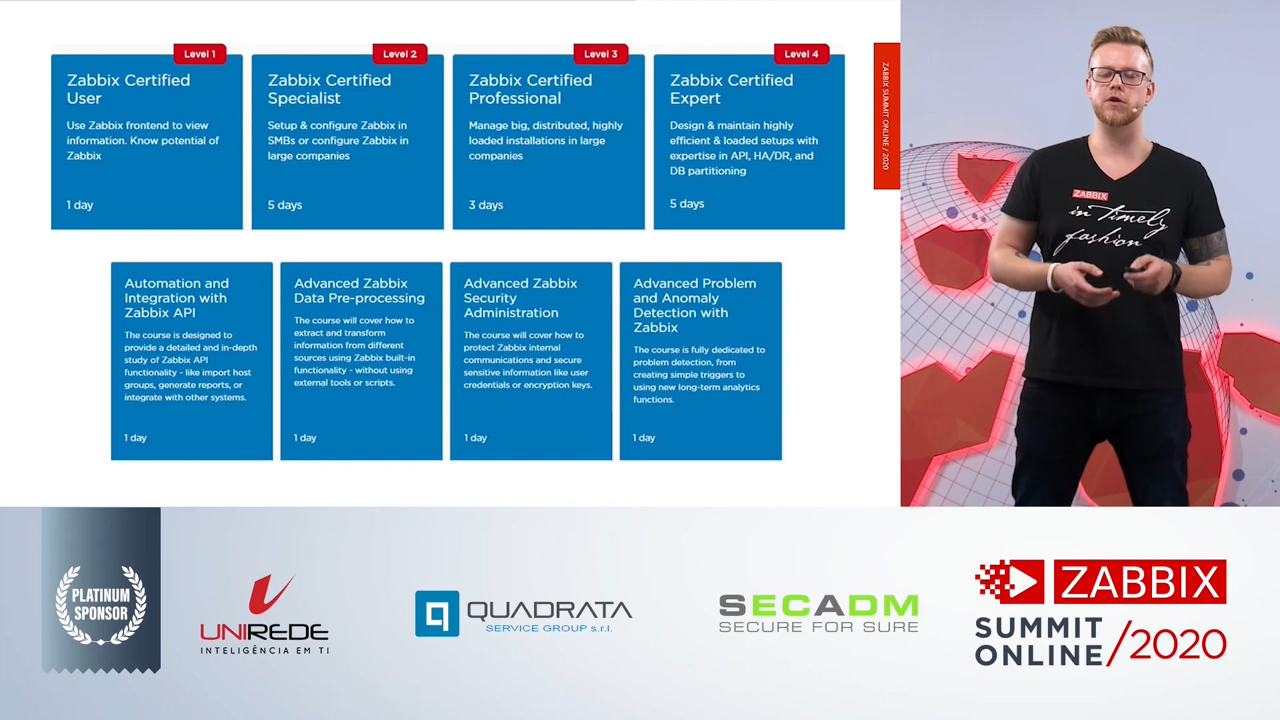 Level 1
Zabbix Certified
User
Use Zabbix frontend to view
information. Know potential of
Zabbix
1 day
Level 2
Zabbix Certified
Specialist
Setup & configure Zabbix in
SMBs or configure Zabbix in
large companies
5 days
Level 3
Zabbix Certified
Professional
Manage big, distributed, highly
loaded installations in large
companies
3 days
Level 4
Zabbix Certified
Expert
Design & maintain highly
efficient & loaded setups with
expertise in API, HA/DR, and
DB partitioning
5 days
Automation and
Integration with
Zabbix API
The course is designed to
provide a detailed and in-depth
study of Zabbix API
functionality - like import host
groups, generate reports, or
integrate with other systems.
1 day
Advanced Zabbix
Data Pre-processing
The course will cover how to
extract and transform
information from different
sources using Zabbix built-in
functionality - without using
external tools or scripts.
1 day
Advanced Zabbix
Security
Administration
The course will cover how to
protect Zabbix internal
communications and secure
sensitive information like user
credentials or encryption keys.
1 day
Advanced Problem
and Anomaly
Detection with
Zabbix
The course is fully dedicated to
problem detection, from
creating simple triggers to
using new long-term analytics
functions.
1 day
ZABBIX SUMMIT ONLINE / 2020
ZABBIX
in timely
fashion
PLATINUM
SPONSOR
UNIREDE
INTELIGÊNCIA EM TI
QUADRATA
SERVICE GROUP s.r.l.
SECADM
SECURE FOR SURE
ZABBIX
SUMMIT
ONLINE /2020